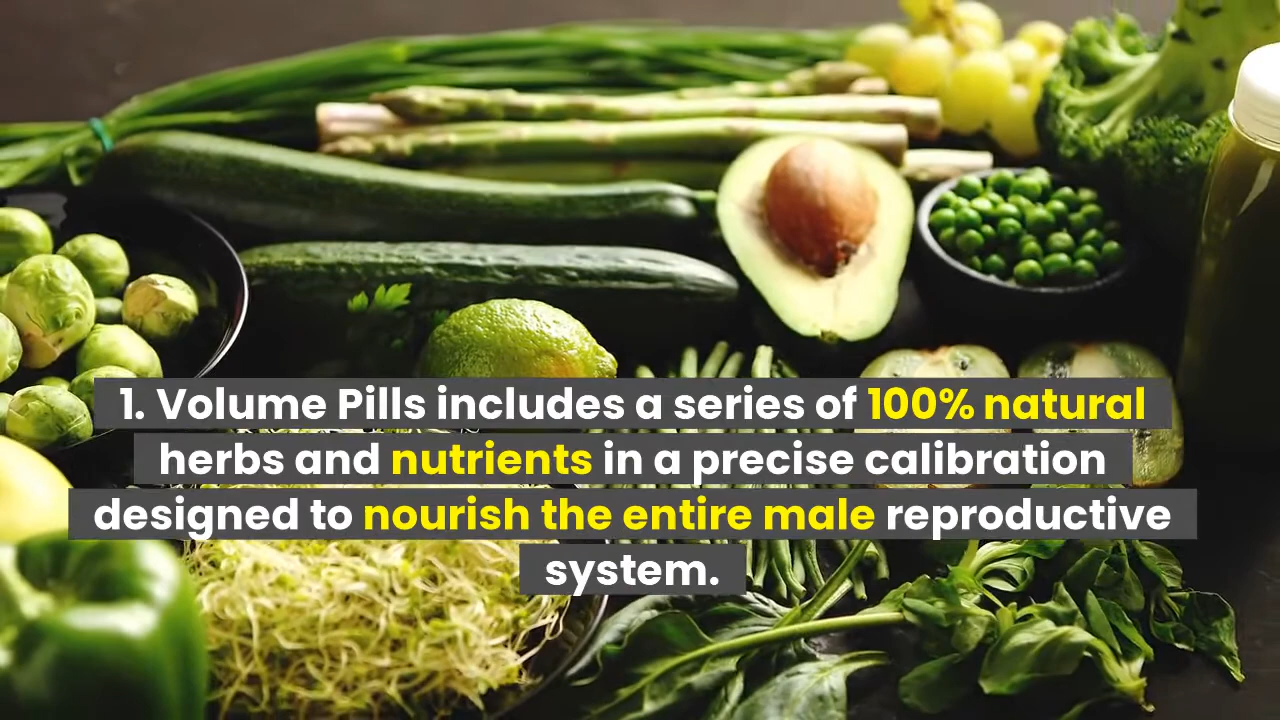 1. Volume Pills includes a series of 100% natural
herbs and nutrients in a precise calibration
designed to nourish the entire male reproductive
system.